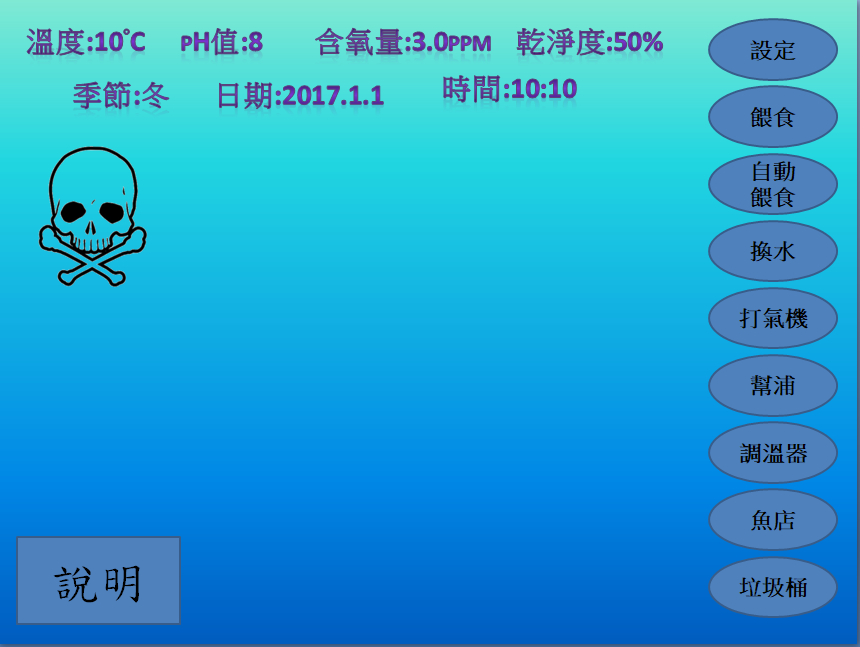 溫度:10°C pH值:8 含氧量:3.0PPM 乾淨度:50%
季節:冬 日期:2017.1.1 時間:10:10
設定
餵食
自動
餵食
換水
打氣機
幫浦
調溫器
魚店
垃圾桶
說明